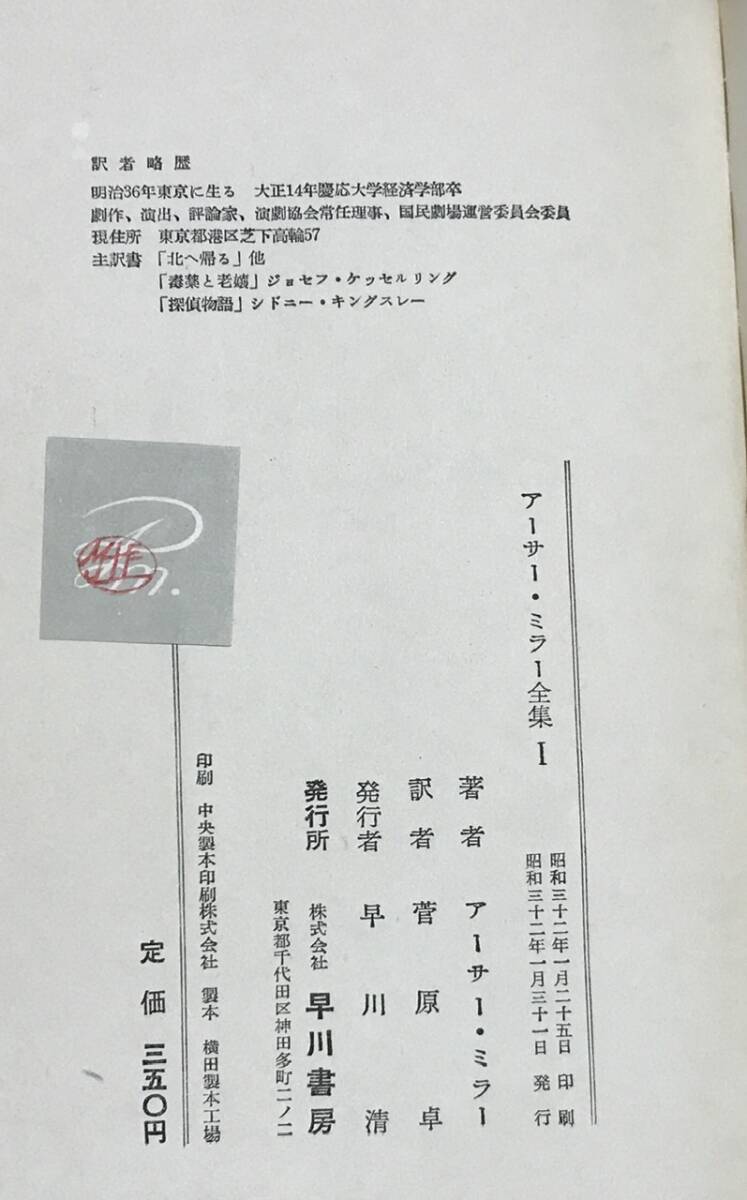 訳者略歴
明治36年東京に生る　大正14年慶応大学経済学部卒
劇作、演出、評論家、演劇協会常任理事、国民劇場運営委員会委員
現住所　東京都港区芝下高輪57
主訳書　「北へ帰る」他
「毒薬と老嬢」ジョセフ・ケッセルリング
「探偵物語」シドニー・キングスレー
アーサー・ミラー全集Ⅰ
昭和三十二年一月二十五日　印刷
昭和三十二年一月三十一日　発行
著者　アーサー・ミラー
訳者　菅原卓
発行者　早川清
発行所　株式会社　早川書房
東京都千代田区神田多町二ノ二
印刷　中央製本印刷株式会社　製本　横田製本工場
定価　三五〇円